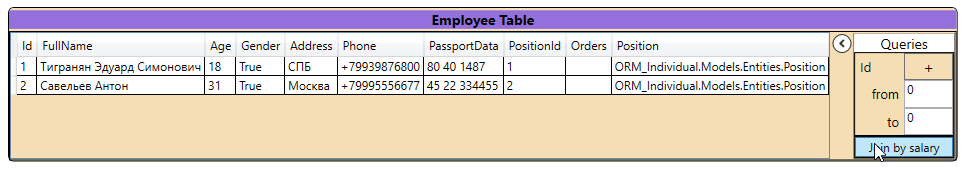 Employee Table
Id FullName Age Gender Address Phone PassportData PositionId Orders Position
1 Тигранян Эдуард Симонович 18 True СПБ +79939876800 80 40 1487 1 ORM_Individual.Models.Entities.Position
2 Савельев Антон 31 True Москва +79995556677 45 22 334455 2 ORM_Individual.Models.Entities.Position
Queries
Id +
from 0
to 0
Join by salary